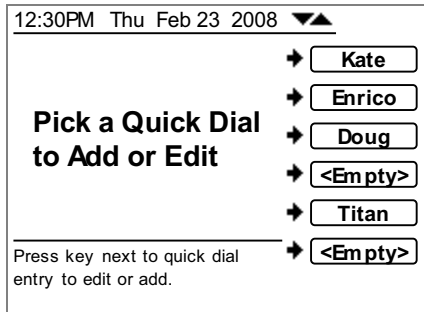 12:30PM Thu Feb 23 2008
Kate
Enrico
Pick a Quick Dial
to Add or Edit
Doug
<Empty>
Titan
<Empty>
Press key next to quick dial
entry to edit or add.